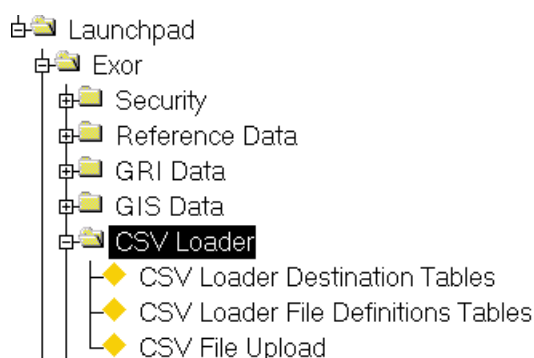 Launchpad
Exor
Security
Reference Data
GRI Data
GIS Data
CSV Loader
CSV Loader Destination Tables
CSV Loader File Definitions Tables
CSV File Upload